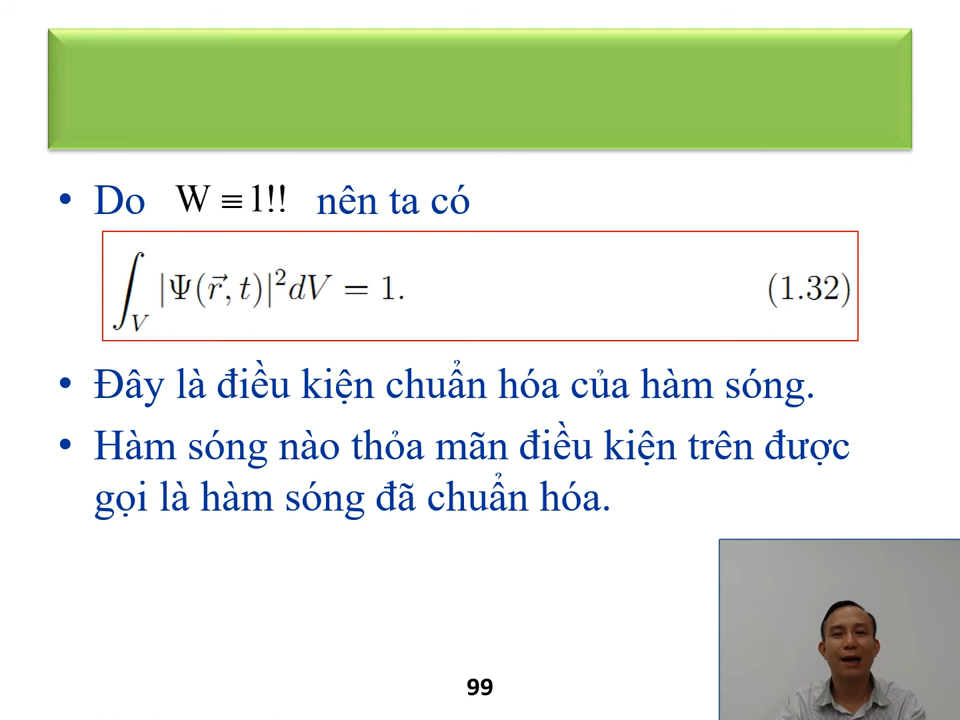 • Do W ≡ 1!! nên ta có
∫_V |Ψ(r⃗, t)|²dV = 1. (1.32)
• Đây là điều kiện chuẩn hóa của hàm sóng.
• Hàm sóng nào thỏa mãn điều kiện trên được
gọi là hàm sóng đã chuẩn hóa.
99